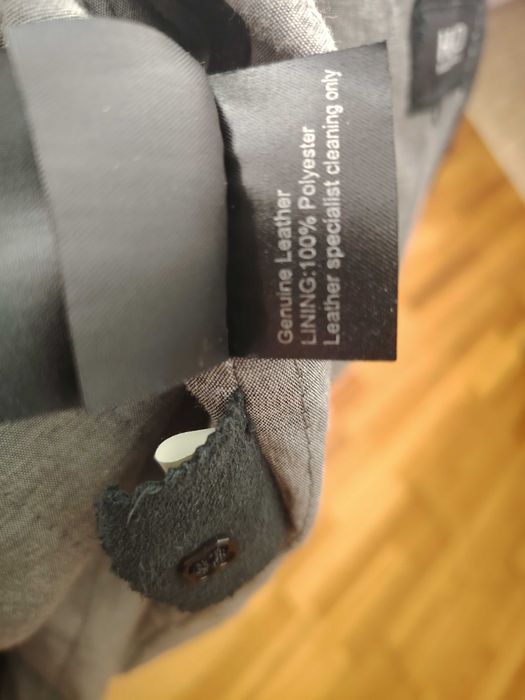 Genuine Leather
LINING:100% Polyester
Leather specialist cleaning only